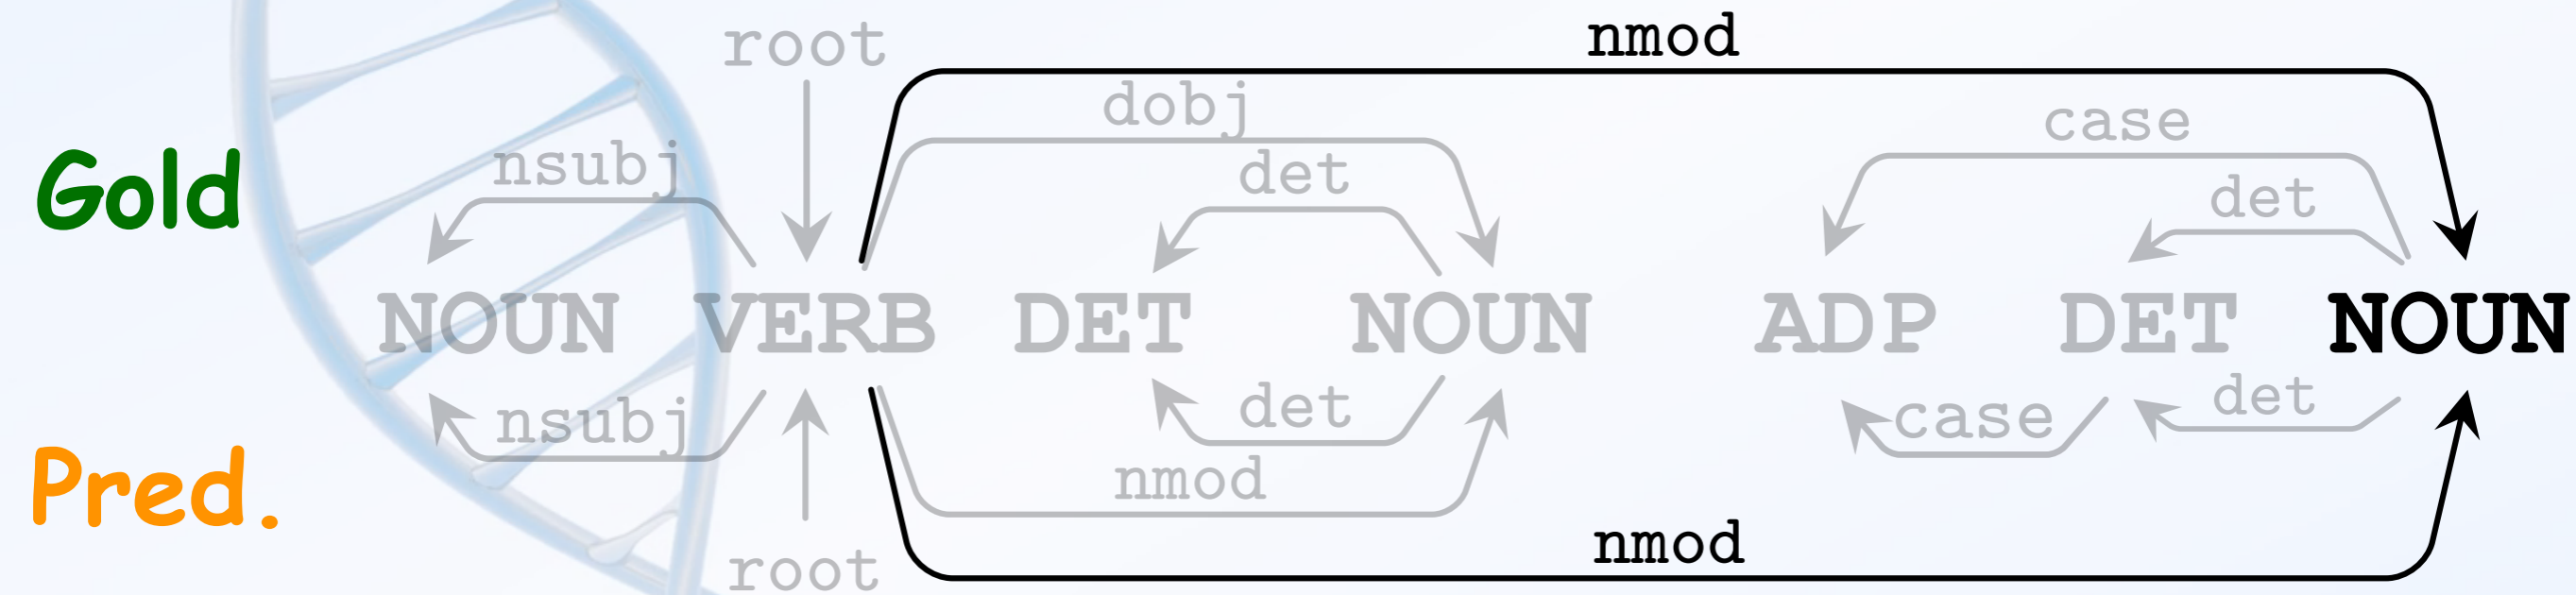 nmod
root
dobj
case
nsubj
det
det
Gold
NOUN VERB DET NOUN ADP DET NOUN
nsubj
det
case
det
Pred.
nmod
nmod
root